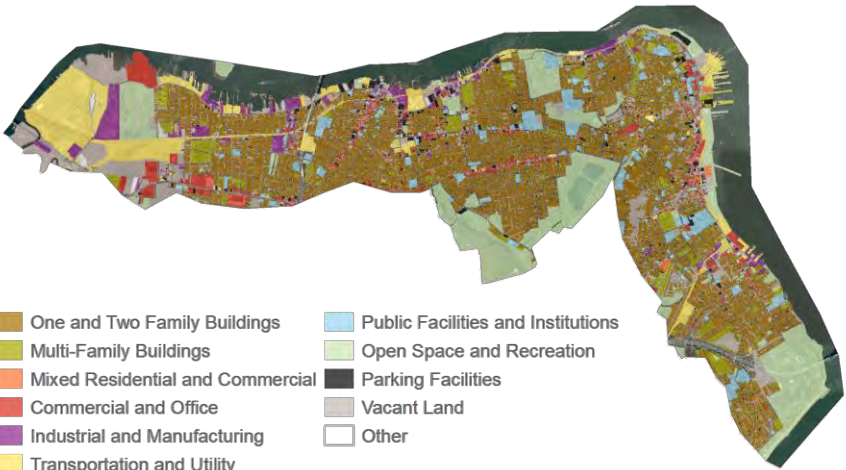 One and Two Family Buildings
Multi-Family Buildings
Mixed Residential and Commercial
Commercial and Office
Industrial and Manufacturing
Transportation and Utility
Public Facilities and Institutions
Open Space and Recreation
Parking Facilities
Vacant Land
Other